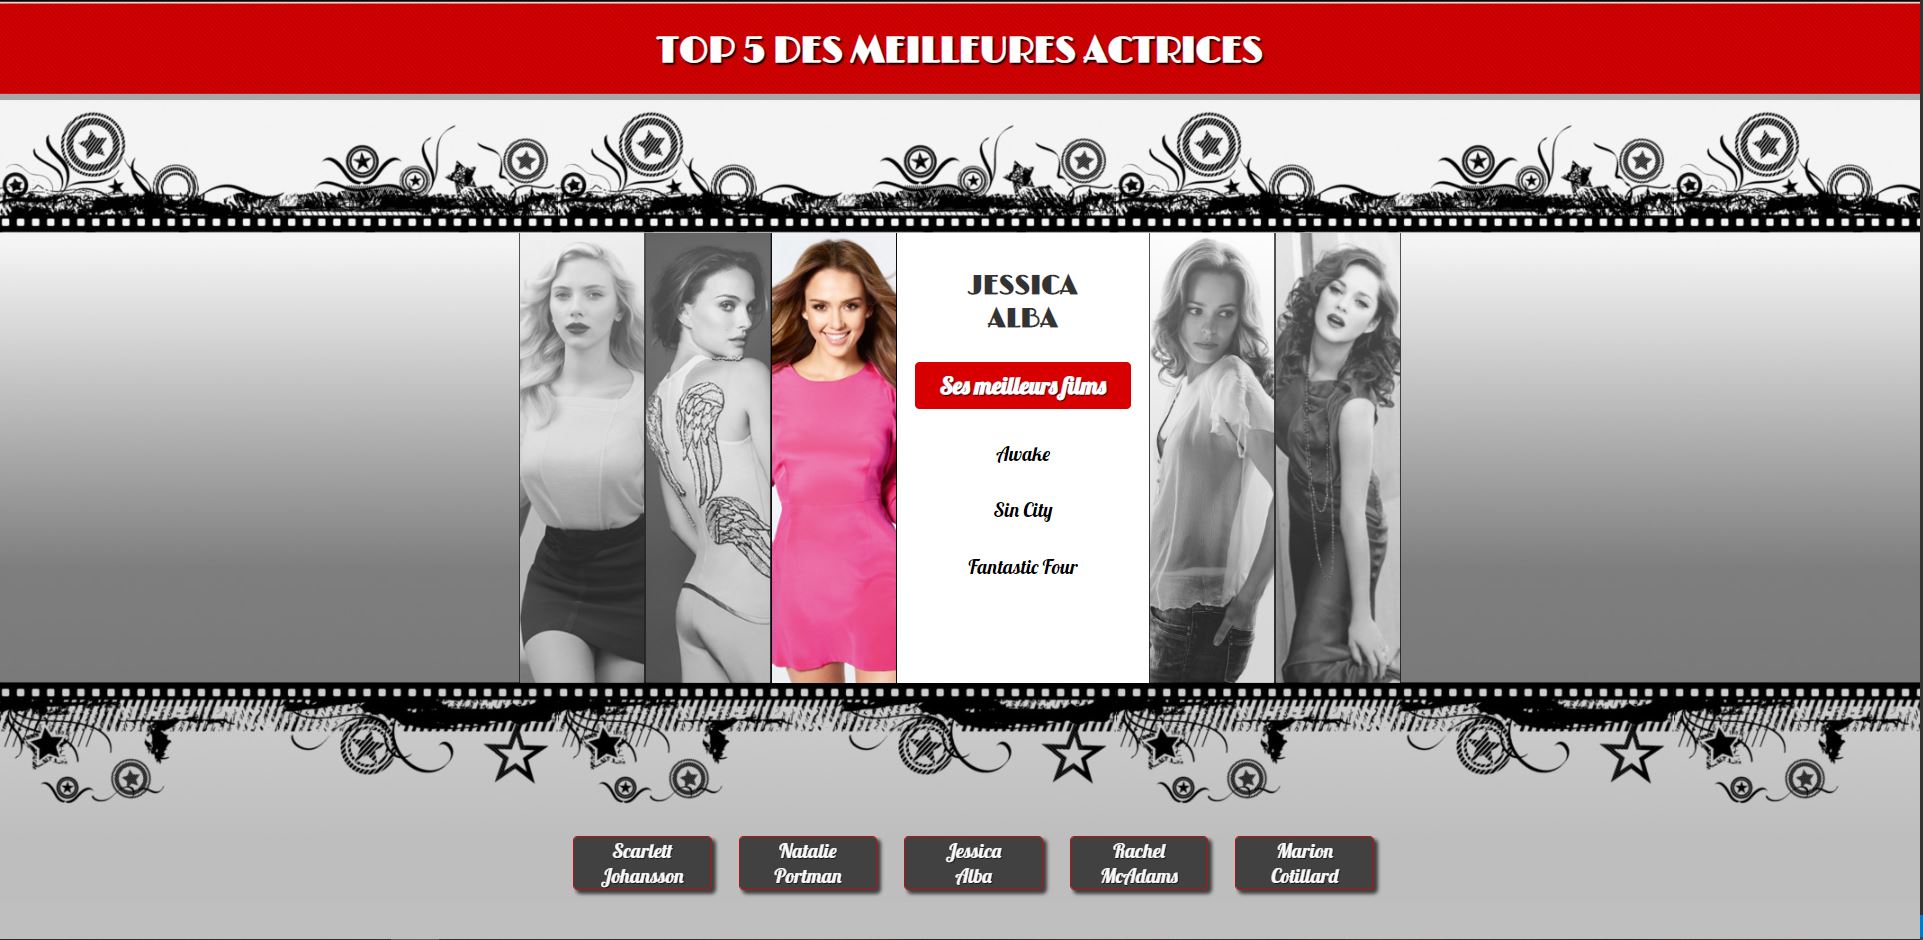 TOP 5 DES MEILLEURES ACTRICES
JESSICA
ALBA
Ses meilleurs films
Awake
Sin City
Fantastic Four
Scarlett
Johansson
Natalie
Portman
Jessica
Alba
Rachel
McAdams
Marion
Cotillard